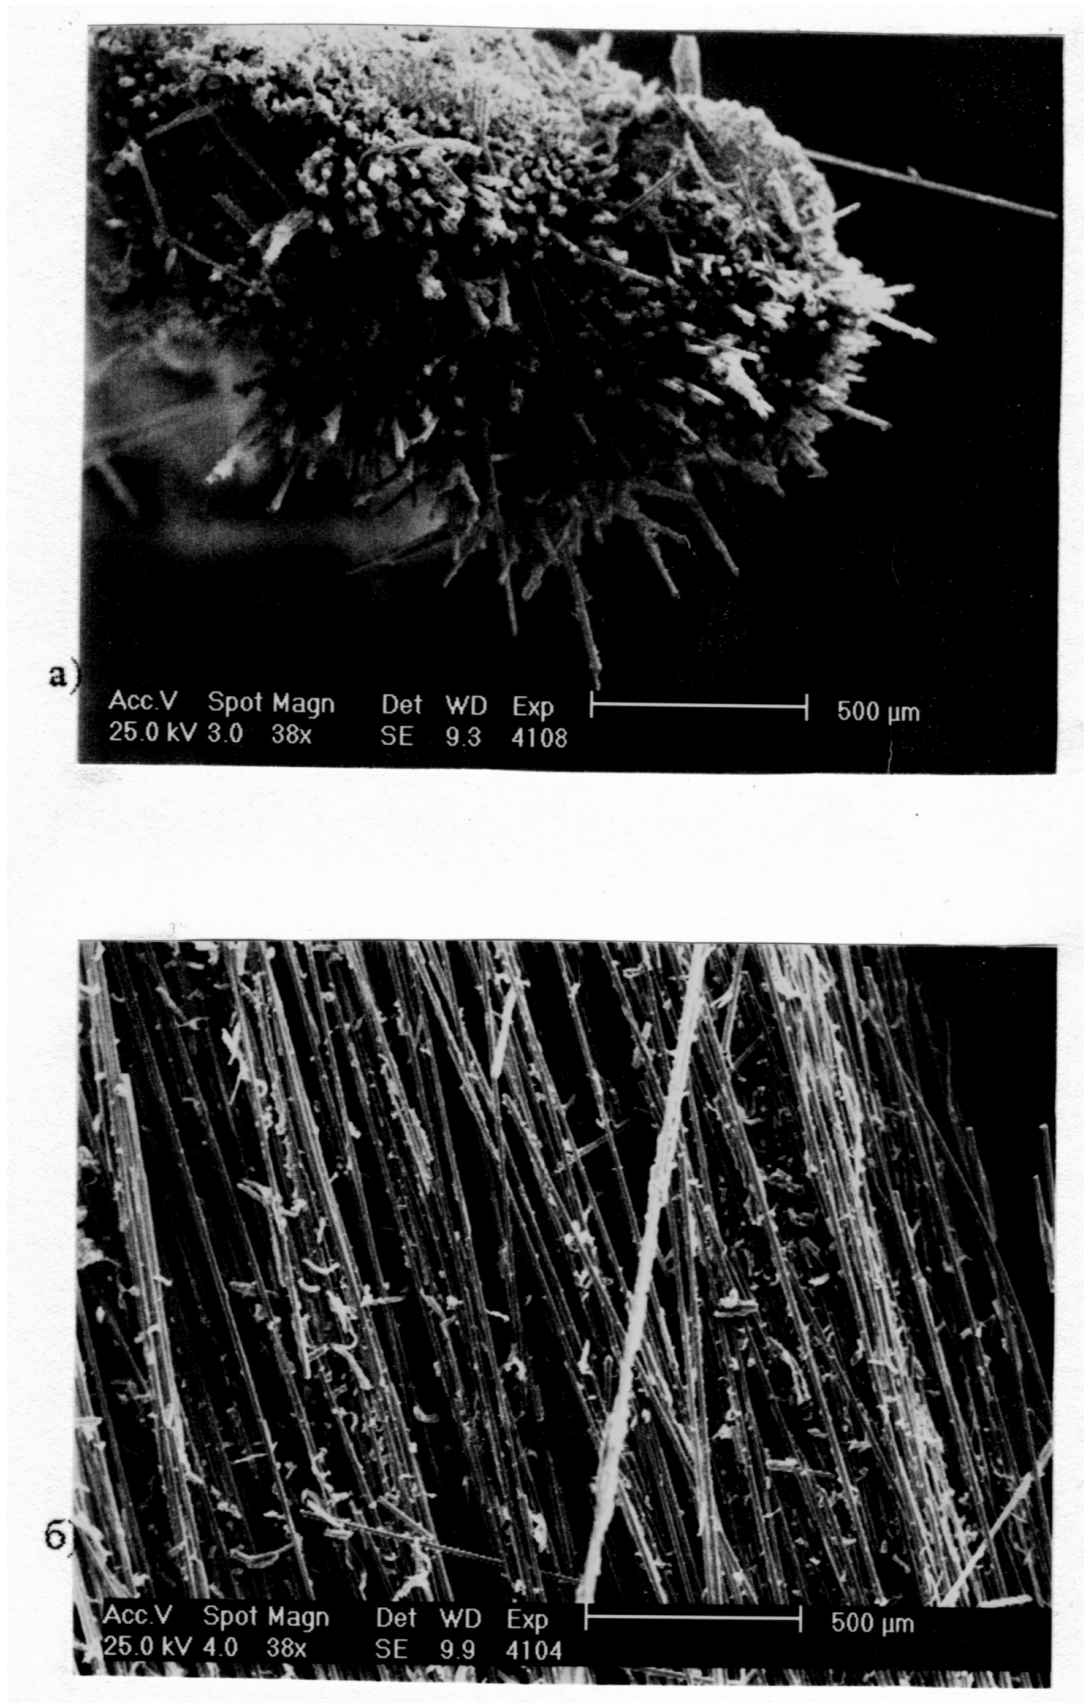 а)
Acc.V Spot Magn Det WD Exp 500 µm
25.0 kV 3.0 38x SE 9.3 4108
б)
Acc.V Spot Magn Det WD Exp 500 µm
25.0 kV 4.0 38x SE 9.9 4104